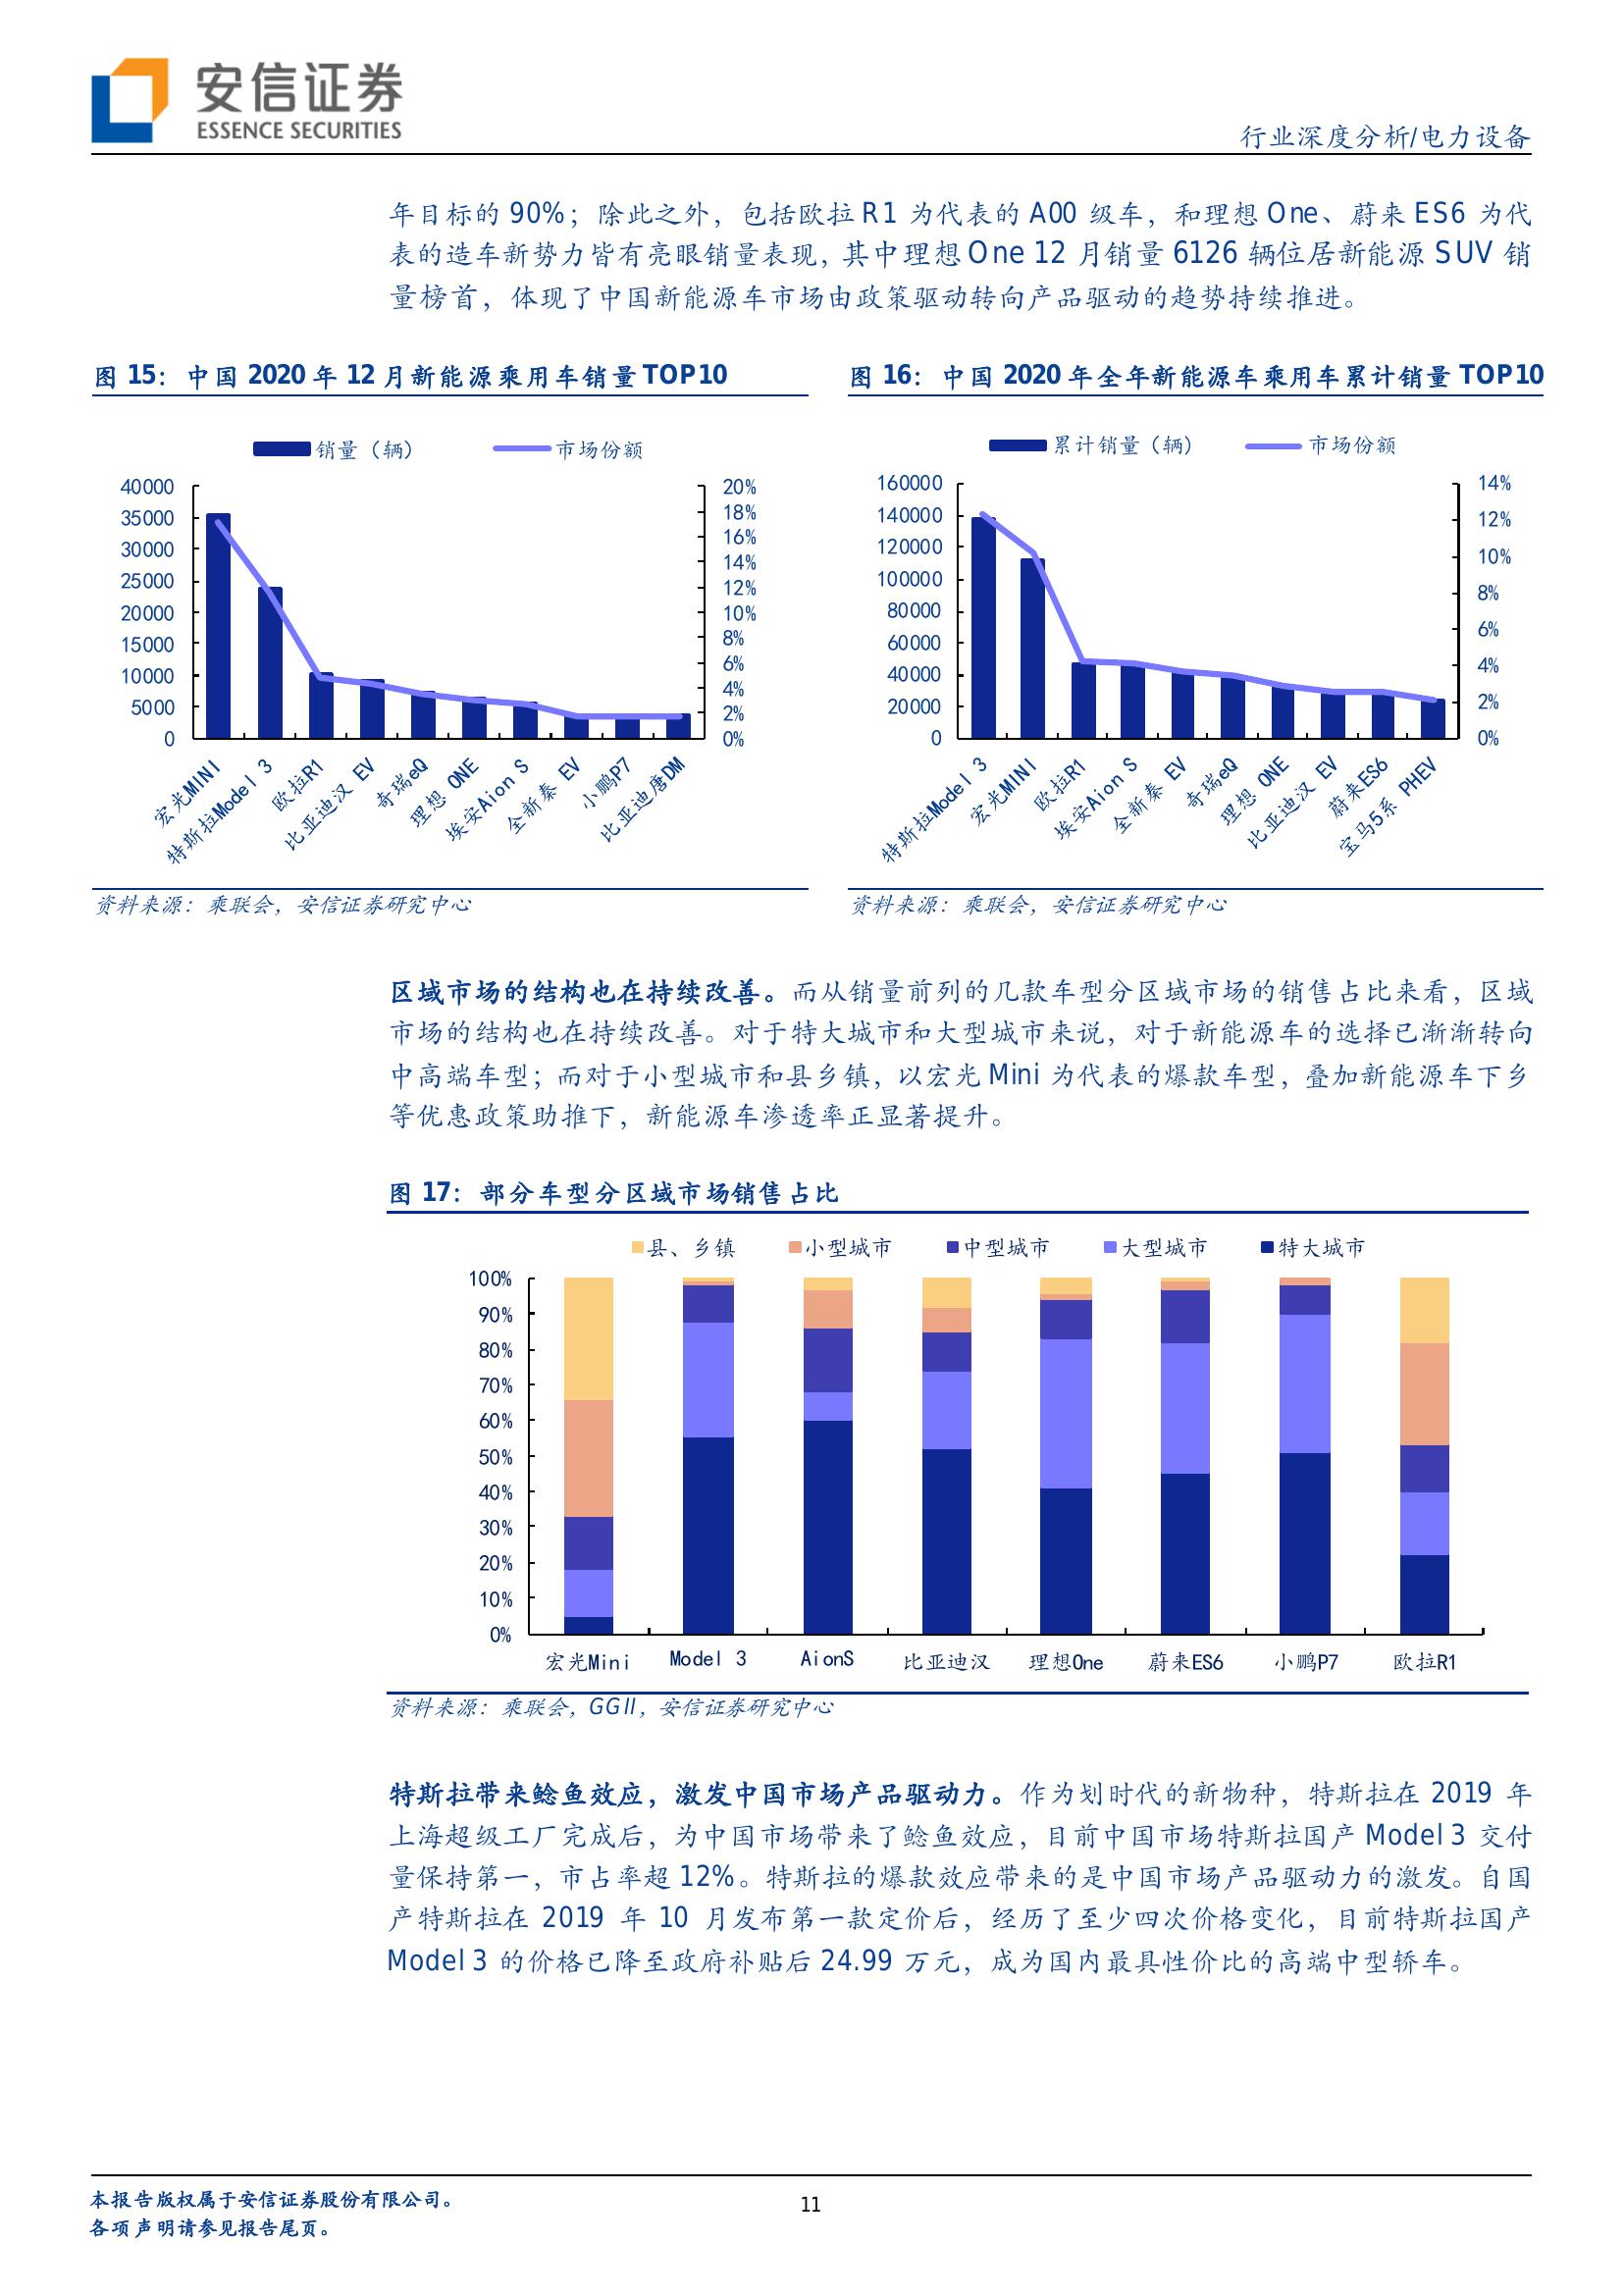 安信证券
ESSENCE SECURITIES
行业深度分析/电力设备
年目标的 90%；除此之外，包括欧拉 R1 为代表的 A00 级车，和理想 One、蔚来 ES6 为代
表的造车新势力皆有亮眼销量表现，其中理想 One 12 月销量 6126 辆位居新能源 SUV 销
量榜首，体现了中国新能源车市场由政策驱动转向产品驱动的趋势持续推进。
图 15：中国 2020 年 12 月新能源乘用车销量 TOP10
销量（辆） 市场份额
40000
35000
30000
25000
20000
15000
10000
5000
0
20%
18%
16%
14%
12%
10%
8%
6%
4%
2%
0%
宏光MINI
特斯拉Model 3
欧拉R1
比亚迪汉 EV
奇瑞eQ
理想 ONE
埃安Aion S
全新秦 EV
小鹏P7
比亚迪唐DM
资料来源：乘联会，安信证券研究中心
图 16：中国 2020 年全年新能源车乘用车累计销量 TOP10
累计销量（辆） 市场份额
160000
140000
120000
100000
80000
60000
40000
20000
0
14%
12%
10%
8%
6%
4%
2%
0%
特斯拉Model 3
宏光MINI
欧拉R1
埃安Aion S
全新秦 EV
奇瑞eQ
理想 ONE
比亚迪汉 EV
蔚来ES6
宝马5系 PHEV
资料来源：乘联会，安信证券研究中心
区域市场的结构也在持续改善。而从销量前列的几款车型分区域市场的销售占比来看，区域
市场的结构也在持续改善。对于特大城市和大型城市来说，对于新能源车的选择已渐渐转向
中高端车型；而对于小型城市和县乡镇，以宏光 Mini 为代表的爆款车型，叠加新能源车下乡
等优惠政策助推下，新能源车渗透率正显著提升。
图 17：部分车型分区域市场销售占比
县、乡镇 小型城市 中型城市 大型城市 特大城市
100%
90%
80%
70%
60%
50%
40%
30%
20%
10%
0%
宏光Mini Model 3 AionS 比亚迪汉 理想One 蔚来ES6 小鹏P7 欧拉R1
资料来源：乘联会，GGII，安信证券研究中心
特斯拉带来鲶鱼效应，激发中国市场产品驱动力。作为划时代的新物种，特斯拉在 2019 年
上海超级工厂完成后，为中国市场带来了鲶鱼效应，目前中国市场特斯拉国产 Model 3 交付
量保持第一，市占率超 12%。特斯拉的爆款效应带来的是中国市场产品驱动力的激发。自国
产特斯拉在 2019 年 10 月发布第一款定价后，经历了至少四次价格变化，目前特斯拉国产
Model 3 的价格已降至政府补贴后 24.99 万元，成为国内最具性价比的高端中型轿车。
本报告版权属于安信证券股份有限公司。
各项声明请参见报告尾页。
11